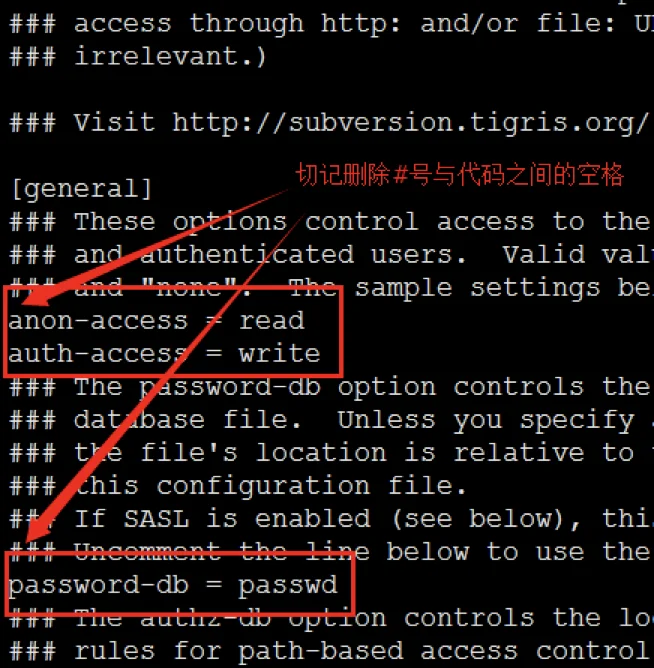 ### access through http: and/or file:
### irrelevant.)
### Visit http://subversion.tigris.org/
切记删除#号与代码之间的空格
[general]
### These options control access to the
### and authenticated users.  Valid
### and "none".  The sample settings
anon-access = read
auth-access = write
### The password-db option controls the
### database file.  Unless you specify
### the file's location is relative to
### this configuration file.
### If SASL is enabled (see below),
### Uncomment the line below to use the
password-db = passwd
### The authz-db option controls the
### rules for path-based access control